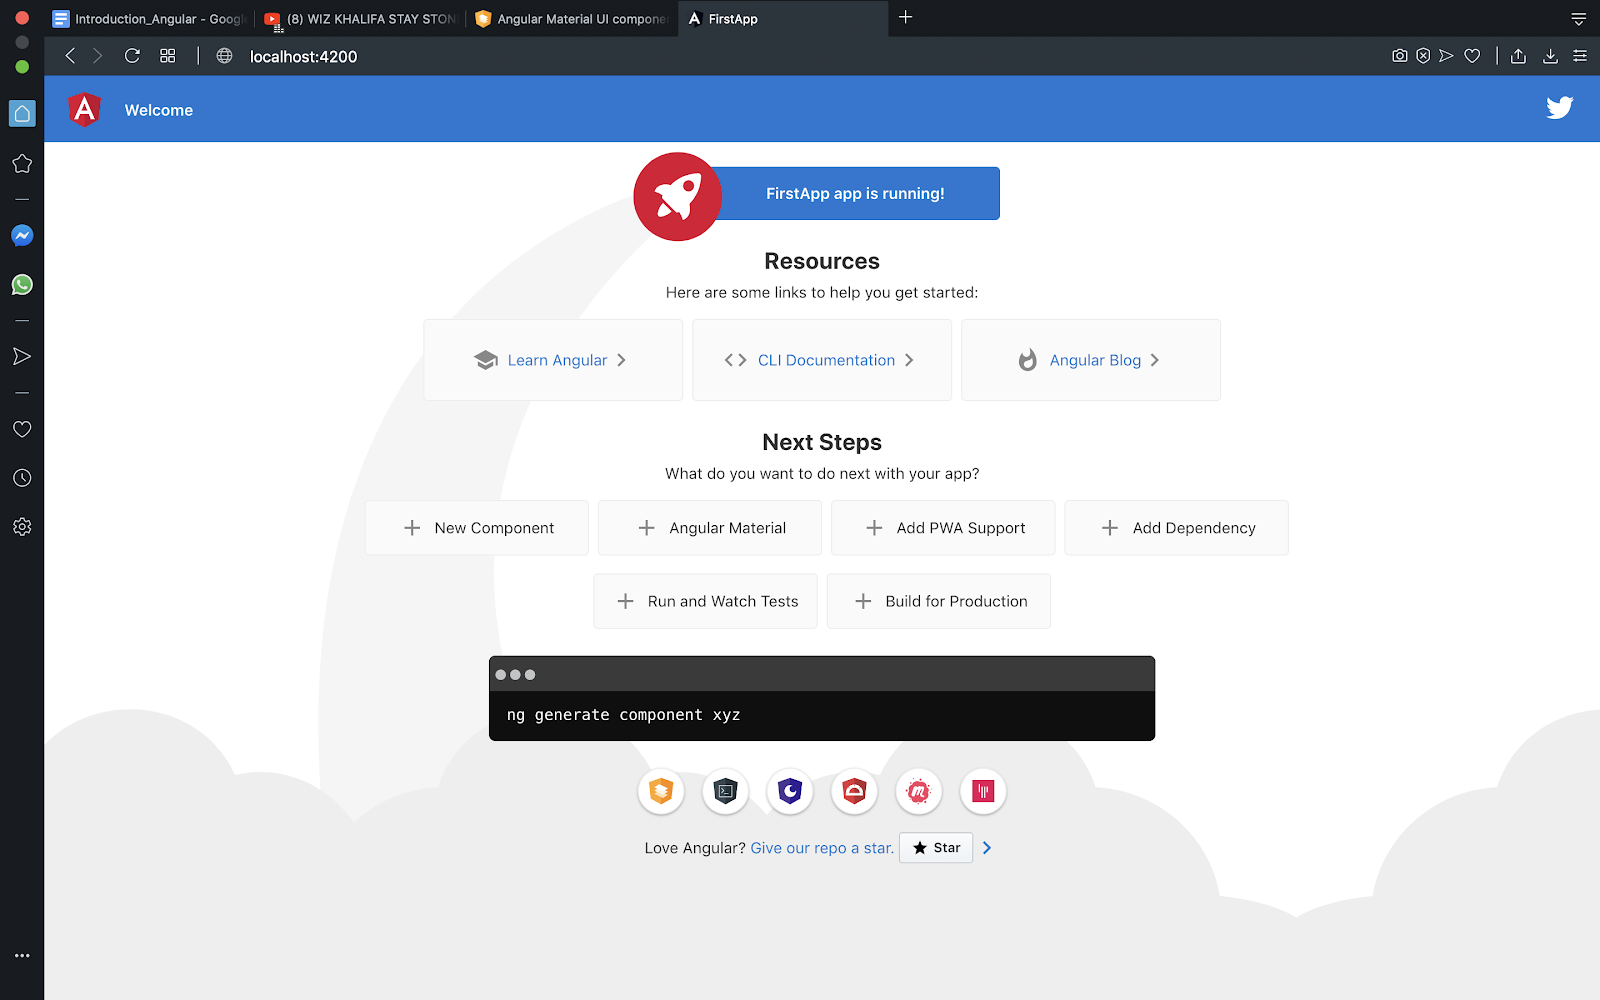 Introduction_Angular - Googl
(8) WIZ KHALIFA STAY STON
Angular Material UI compone
FirstApp
localhost:4200
Welcome
FirstApp app is running!
Resources
Here are some links to help you get started:
Learn Angular
CLI Documentation
Angular Blog
Next Steps
What do you want to do next with your app?
New Component
Angular Material
Add PWA Support
Add Dependency
Run and Watch Tests
Build for Production
ng generate component xyz
Love Angular? Give our repo a star. Star